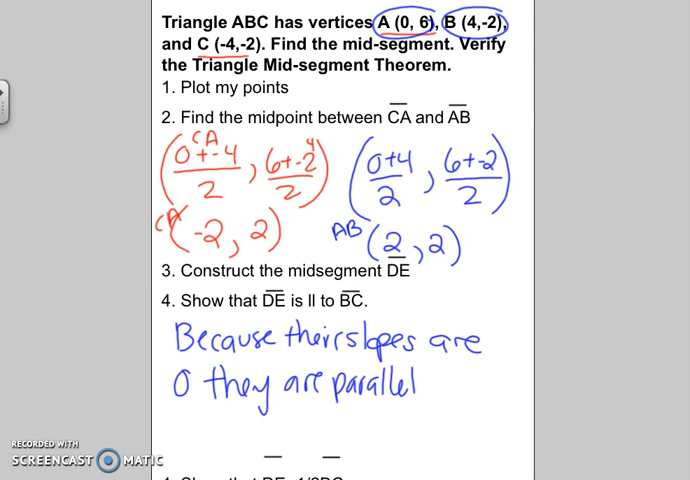 Triangle ABC has vertices A (0, 6), B (4,-2),
and C (-4,-2). Find the mid-segment. Verify
the Triangle Mid-segment Theorem.
1. Plot my points
2. Find the midpoint between CA and AB
CA
(0+-4/2, 6+-2/2) 4 (0+4/2, 6+-2/2)
CA (-2, 2) AB (2, 2)
3. Construct the midsegment DE
4. Show that DE is II to BC.
Because their slopes are
0 they are parallel
RECORDED WITH
SCREENCAST MATIC